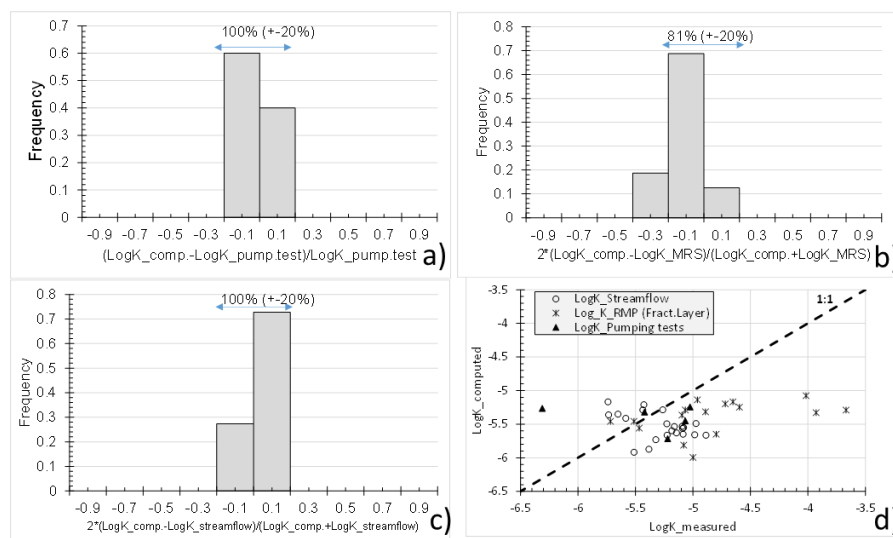 100% (+-20%)
0.7
0.6
0.5
0.4
0.3
0.2
0.1
0
Frequency
-0.9 -0.7 -0.5 -0.3 -0.1 0.1 0.3 0.5 0.7 0.9
(LogK_comp.-LogK_pump.test)/LogK_pump.test
a)
81% (+-20%)
0.8
0.7
0.6
0.5
0.4
0.3
0.2
0.1
0
Frequency
-0.9 -0.7 -0.5 -0.3 -0.1 0.1 0.3 0.5 0.7 0.9
2*(LogK_comp.-LogK_MRS)/(LogK_comp.+LogK_MRS)
b)
100% (+-20%)
0.8
0.7
0.6
0.5
0.4
0.3
0.2
0.1
0
Frequency
-0.9 -0.7 -0.5 -0.3 -0.1 0.1 0.3 0.5 0.7 0.9
2*(LogK_comp.-LogK_streamflow)/(LogK_comp.+LogK_streamflow)
c)
LogK_Streamflow
Log_K_RMP (Fract.Layer)
LogK_Pumping tests
1:1
-3.5
-4.5
-5.5
-6.5
LogK_computed
-6.5 -5.5 -4.5 -3.5
LogK_measured
d)